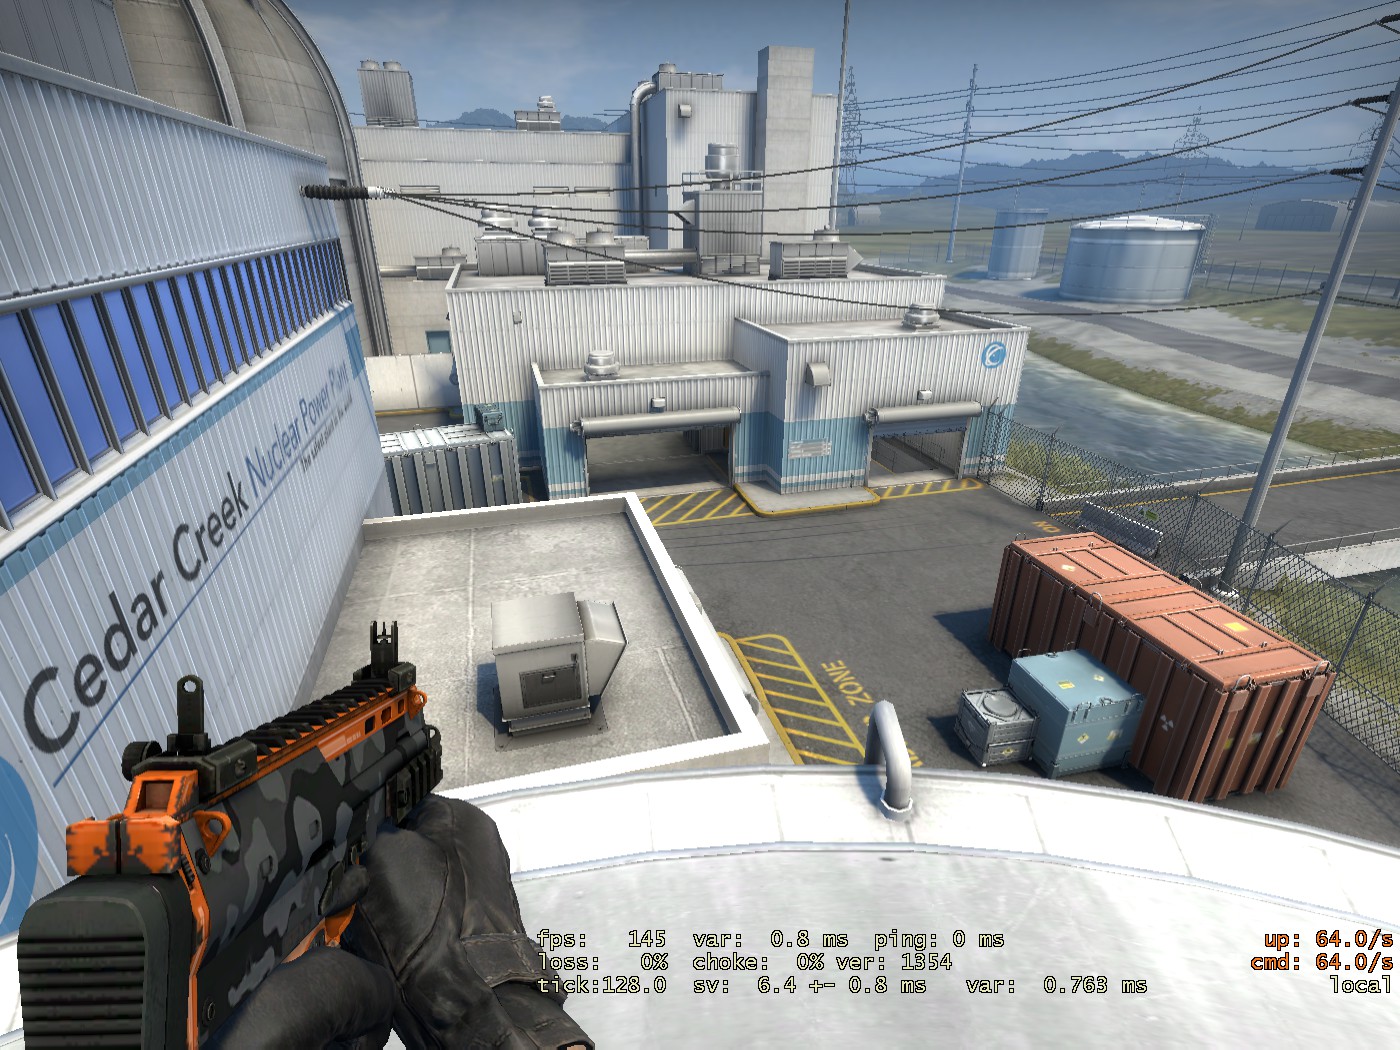 Cedar Creek Nuclear Power Plant
ZONE
fps: 145 var: 0.8 ms ping: 0 ms
loss: 0% choke: 0% ver: 1354
tick:128.0 sv: 6.4 +- 0.8 ms var: 0.763 ms
up: 64.0/s
cmd: 64.0/s
local